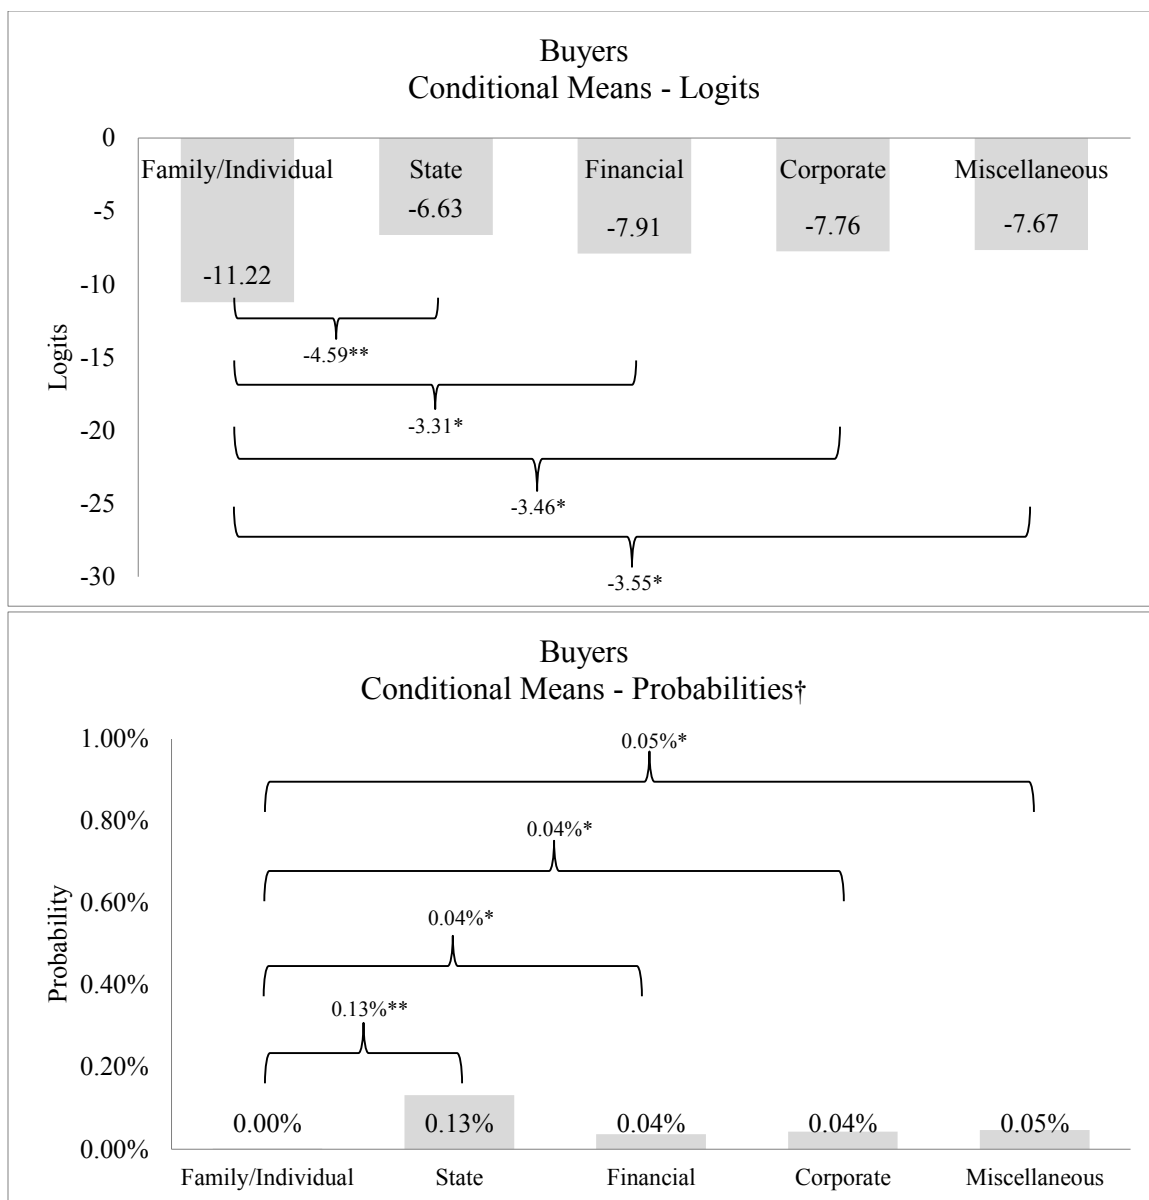 Buyers
Conditional Means - Logits
0
Family/Individual State Financial Corporate Miscellaneous
-5
-6.63
-7.91
-7.76
-7.67
-10
-11.22
Logits
-15
-4.59**
-20
-3.31*
-25
-3.46*
-30
-3.55*
Buyers
Conditional Means - Probabilities†
1.00%
0.05%*
0.80%
0.04%*
0.60%
Probability
0.04%*
0.40%
0.13%**
0.20%
0.00% 0.13% 0.04% 0.04% 0.05%
0.00%
Family/Individual State Financial Corporate Miscellaneous